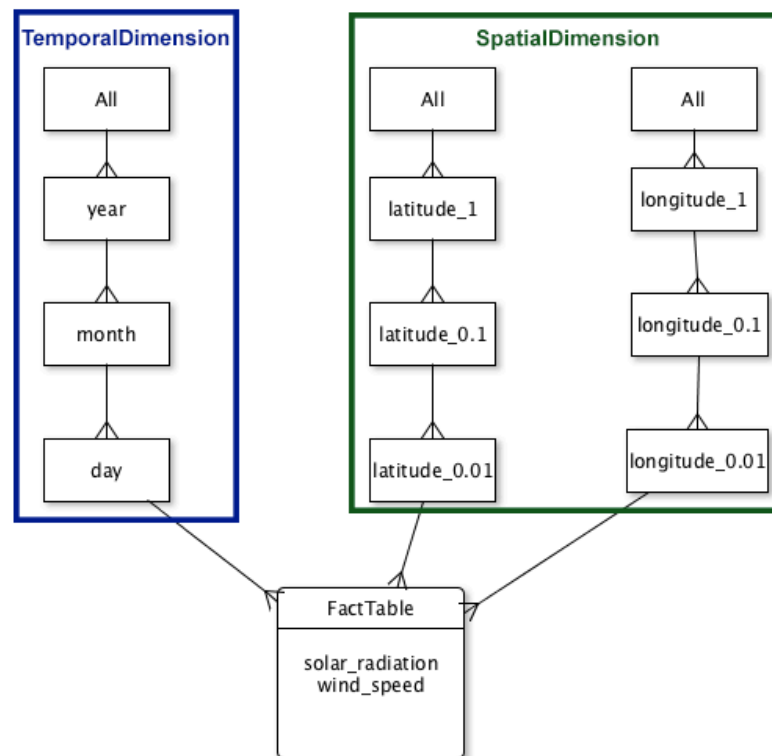 TemporalDimension
All
year
month
day
SpatialDimension
All
latitude_1
latitude_0.1
latitude_0.01
All
longitude_1
longitude_0.1
longitude_0.01
FactTable
solar_radiation
wind_speed